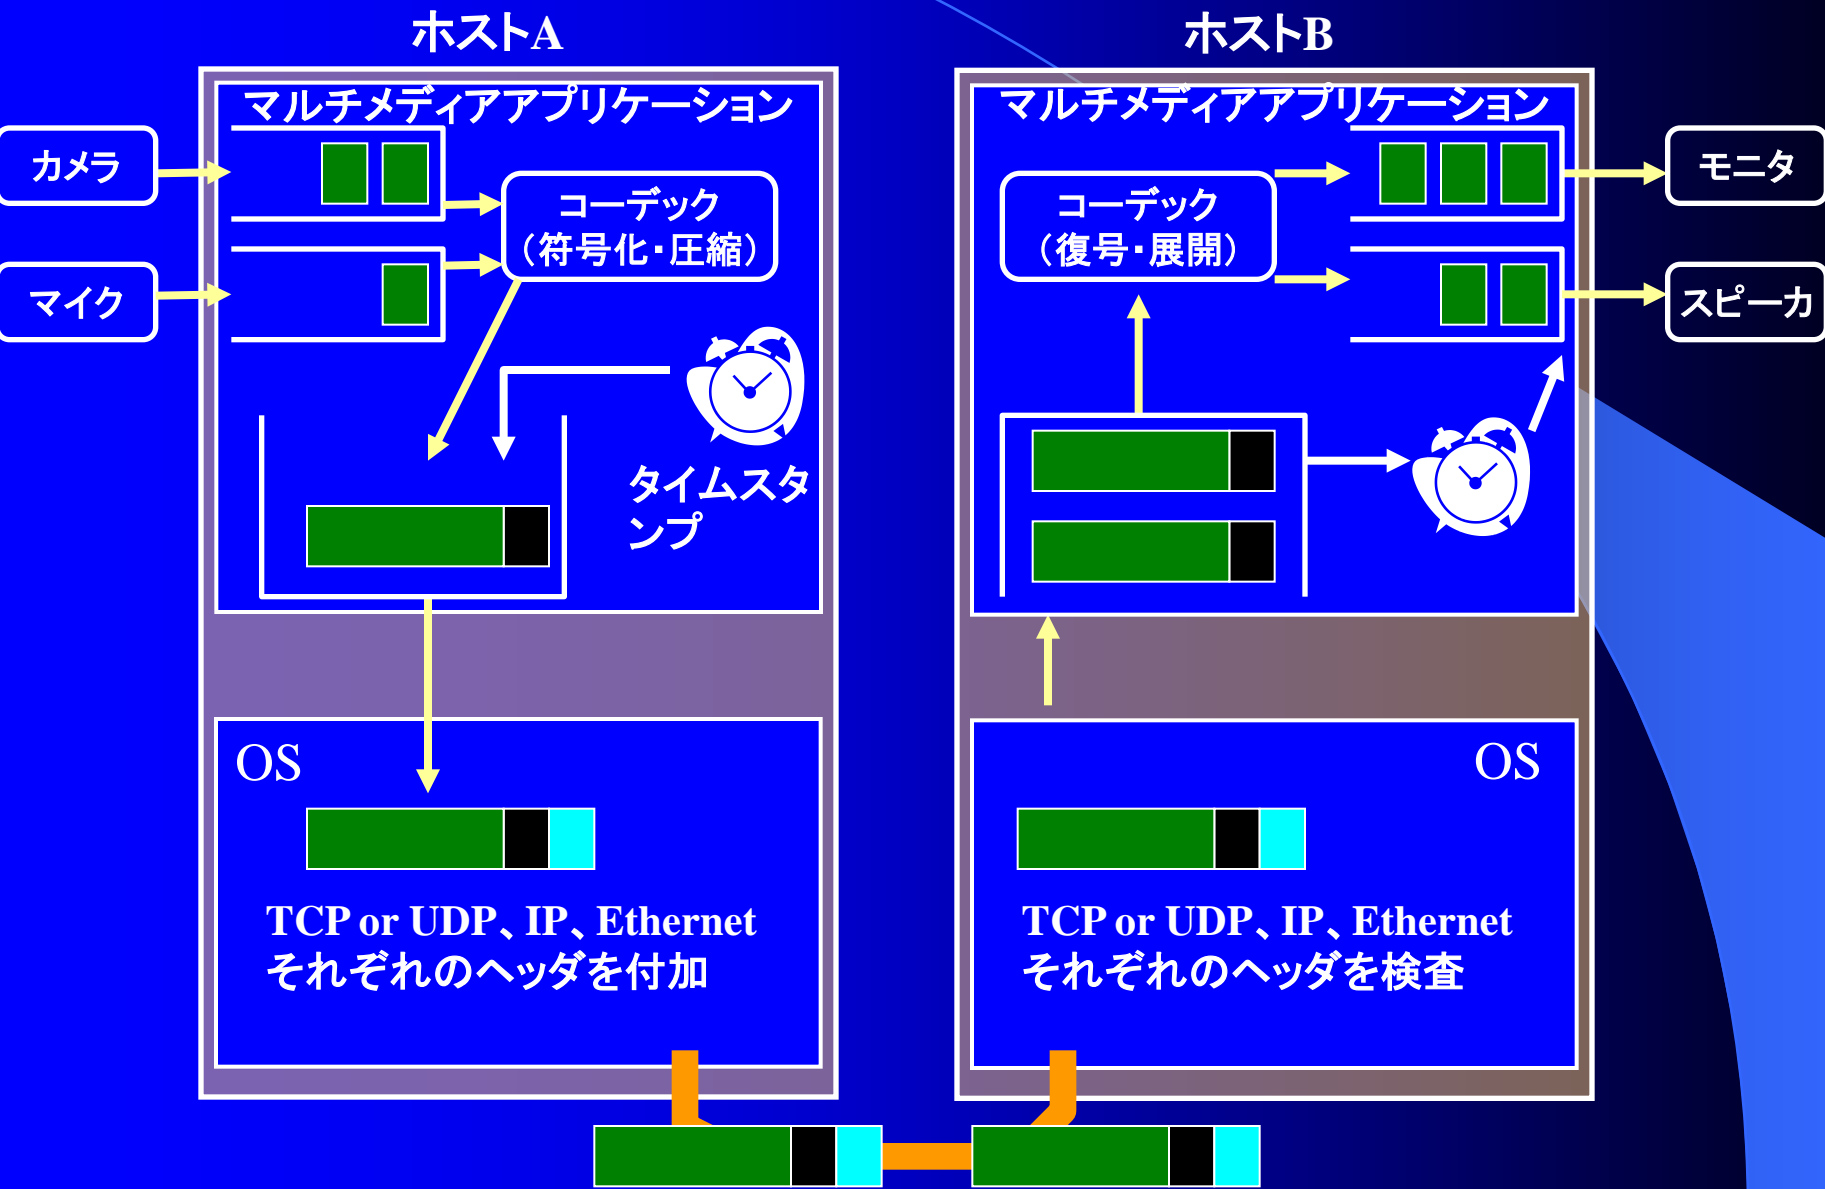 ホストA
マルチメディアアプリケーション
カメラ
マイク
コーデック
（符号化・圧縮）
タイムスタ
ンプ
OS
TCP or UDP、IP、Ethernet
それぞれのヘッダを付加
ホストB
マルチメディアアプリケーション
コーデック
（復号・展開）
モニタ
スピーカ
OS
TCP or UDP、IP、Ethernet
それぞれのヘッダを検査